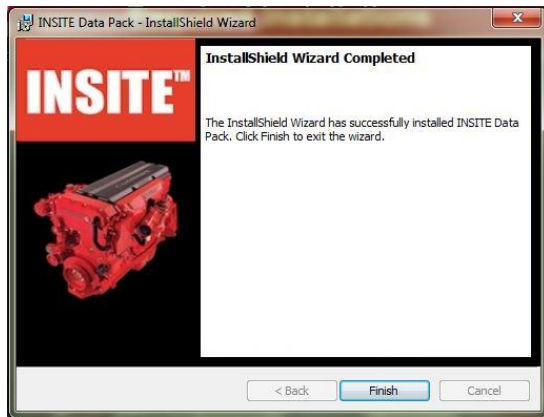 INSITE Data Pack - InstallShield Wizard
INSITE™
InstallShield Wizard Completed
The InstallShield Wizard has successfully installed INSITE Data
Pack. Click Finish to exit the wizard.
< Back
Finish
Cancel